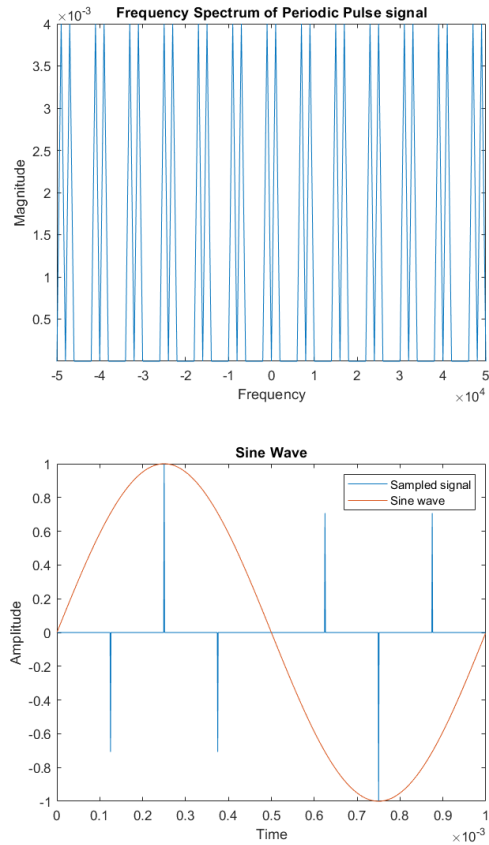 Frequency Spectrum of Periodic Pulse signal
×10⁻³
4
3.5
3
2.5
2
1.5
1
0.5
Magnitude
-5 -4 -3 -2 -1 0 1 2 3 4 5
Frequency
×10⁴
Sine Wave
1
0.8
0.6
0.4
0.2
0
-0.2
-0.4
-0.6
-0.8
-1
Amplitude
Sampled signal
Sine wave
0 0.1 0.2 0.3 0.4 0.5 0.6 0.7 0.8 0.9 1
Time
×10⁻³